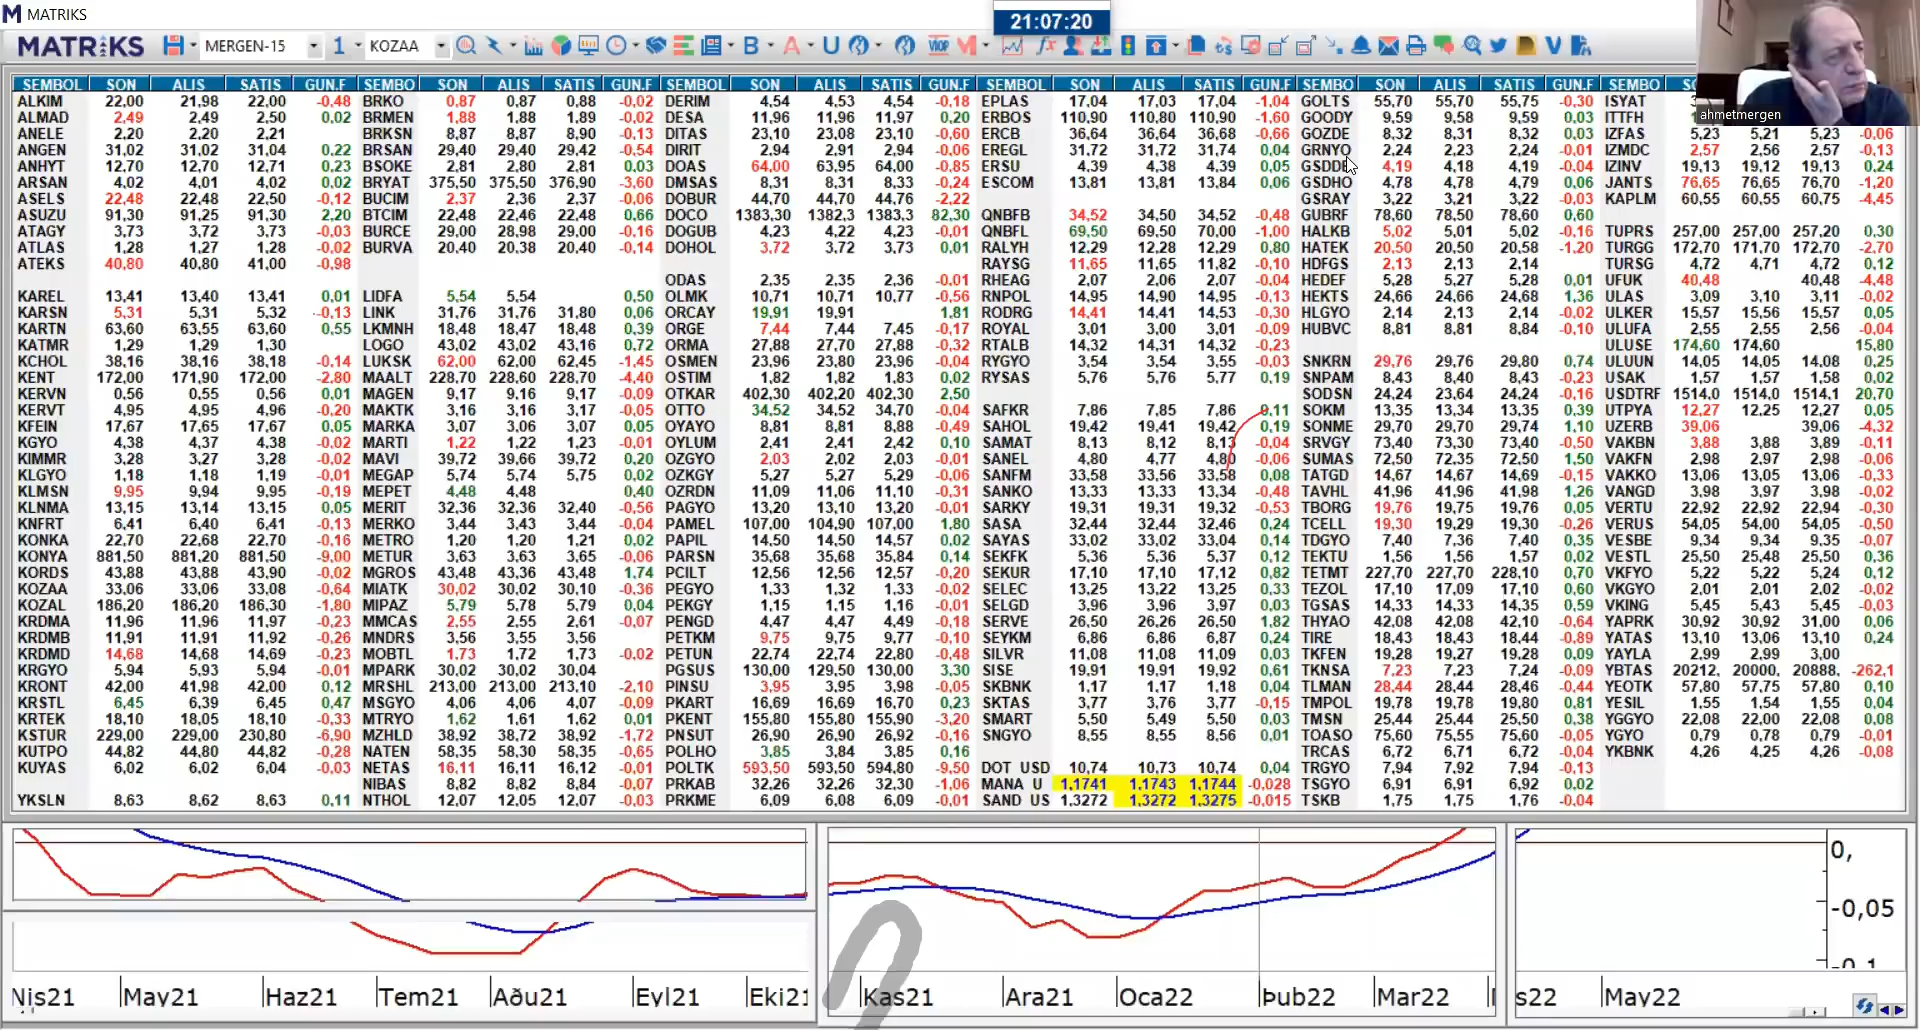 MATRIKS
21:07:20
MATRiKS MERGEN-15 1 KOZAA B A U VIOP M fx V
ahmetmergen
SEMBOL SON ALIS SATIS GUN.F SEMBO SON ALIS SATIS GUN.F SEMBOL SON ALIS SATIS GUN.F SEMBOL SON ALIS SATIS GUN.F SEMBO SON ALIS SATIS GUN.F SEMBO
ALKIM 22,00 21,98 22,00 -0,48 BRKO 0,87 0,87 0,88 -0,02 DERIM 4,54 4,53 4,54 -0,18 EPLAS 17,04 17,03 17,04 -1,04 GOLTS 55,70 55,70 55,75 -0,30 ISYAT
ALMAD 2,49 2,49 2,50 0,02 BRMEN 1,88 1,88 1,89 -0,02 DESA 11,96 11,96 11,97 0,20 ERBOS 110,90 110,80 110,90 -1,60 GOODY 9,59 9,58 9,59 0,03 ITTFH
ANELE 2,20 2,20 2,21 BRKSN 8,87 8,87 8,90 -0,13 DITAS 23,10 23,08 23,10 -0,60 ERCB 36,64 36,64 36,68 -0,66 GOZDE 8,32 8,31 8,32 0,03 IZFAS 5,23 5,21 5,23 -0,06
ANGEN 31,02 31,02 31,04 0,22 BRSAN 29,40 29,40 29,42 -0,54 DIRIT 2,94 2,91 2,94 -0,06 EREGL 31,72 31,72 31,74 0,04 GRNYO 2,24 2,23 2,24 -0,01 IZMDC 2,57 2,56 2,57 -0,13
ANHYT 12,70 12,70 12,71 0,23 BSOKE 2,81 2,80 2,81 0,03 DOAS 64,00 63,95 64,00 -0,85 ERSU 4,39 4,38 4,39 0,05 GSDDE 4,19 4,18 4,19 -0,04 IZINV 19,13 19,12 19,13 0,24
ARSAN 4,02 4,01 4,02 0,02 BRYAT 375,50 375,50 376,90 -3,60 DMSAS 8,31 8,31 8,33 -0,24 ESCOM 13,81 13,81 13,84 0,06 GSDHO 4,78 4,78 4,79 0,06 JANTS 76,65 76,65 76,70 -1,20
ASELS 22,48 22,48 22,50 -0,12 BUCIM 2,37 2,36 2,37 -0,06 DOBUR 44,70 44,70 44,76 -2,22 GSRAY 3,22 3,21 3,22 -0,03 KAPLM 60,55 60,55 60,75 -4,45
ASUZU 91,30 91,25 91,30 2,20 BTCIM 22,48 22,46 22,48 0,66 DOCO 1383,30 1382,3 1383,3 82,30 QNBFB 34,52 34,50 34,52 -0,48 GUBRF 78,60 78,50 78,60 0,60
ATAGY 3,73 3,72 3,73 -0,03 BURCE 29,00 28,98 29,00 -0,16 DOGUB 4,23 4,22 4,23 -0,01 QNBFL 69,50 69,50 70,00 -1,00 HALKB 5,02 5,01 5,02 -0,16 TUPRS 257,00 257,00 257,20 0,30
ATLAS 1,28 1,27 1,28 -0,02 BURVA 20,40 20,38 20,40 -0,14 DOHOL 3,72 3,72 3,73 0,01 RALYH 12,29 12,28 12,29 0,80 HATEK 20,50 20,50 20,58 -1,20 TURGG 172,70 171,70 172,70 -2,70
ATEKS 40,80 40,80 41,00 -0,98 RAYSG 11,65 11,65 11,82 -0,10 HDFGS 2,13 2,13 2,14 TURSG 4,72 4,71 4,72 0,12
ODAS 2,35 2,35 2,36 -0,01 RHEAG 2,07 2,06 2,07 -0,04 HEDEF 5,28 5,27 5,28 0,01 UFUK 40,48 40,48 -4,48
KAREL 13,41 13,40 13,41 0,01 LIDFA 5,54 5,54 0,50 OLMK 10,71 10,71 10,77 -0,56 RNPOL 14,95 14,90 14,95 -0,13 HEKTS 24,66 24,66 24,68 1,36 ULAS 3,09 3,10 3,11 -0,02
KARSN 5,31 5,31 5,32 -0,13 LINK 31,76 31,76 31,80 0,06 ORCAY 19,91 19,91 1,81 RODRG 14,41 14,41 14,53 -0,30 HLGYO 2,14 2,13 2,14 -0,02 ULKER 15,57 15,56 15,57 0,05
KARTN 63,60 63,55 63,60 0,55 LKMNH 18,48 18,47 18,48 0,39 ORGE 7,44 7,44 7,45 -0,17 ROYAL 3,01 3,00 3,01 -0,09 HUBVC 8,81 8,81 8,84 -0,10 ULUFA 2,55 2,55 2,56 -0,04
KATMR 1,29 1,29 1,30 LOGO 43,02 43,02 43,16 0,72 ORMA 27,88 27,70 27,88 -0,32 RTALB 14,32 14,31 14,32 -0,23 ULUSE 174,60 174,60 15,80
KCHOL 38,16 38,16 38,18 -0,14 LUKSK 62,00 62,00 62,45 -1,45 OSMEN 23,96 23,80 23,96 -0,04 RYGYO 3,54 3,54 3,55 -0,03 SNKRN 29,76 29,76 29,80 0,74 ULUUN 14,05 14,05 14,08 0,25
KENT 172,00 171,90 172,00 -2,80 MAALT 228,70 228,60 228,70 -4,40 OSTIM 1,82 1,82 1,83 0,02 RYSAS 5,76 5,76 5,77 0,19 SNPAM 8,43 8,40 8,43 -0,23 USAK 1,57 1,57 1,58 0,02
KERVN 0,56 0,55 0,56 0,01 MAGEN 9,17 9,16 9,17 -0,09 OTKAR 402,30 402,20 402,30 2,50 SODSN 24,24 23,64 24,24 -0,16 USDTRF 1514,0 1514,0 1514,1 20,70
KERVT 4,95 4,95 4,96 -0,20 MAKTK 3,16 3,16 3,17 -0,05 OTTO 34,52 34,52 34,70 -0,04 SAFKR 7,86 7,85 7,86 0,11 SOKM 13,35 13,34 13,35 0,39 UTPYA 12,27 12,25 12,27 0,05
KFEIN 17,67 17,65 17,67 0,05 MARKA 3,07 3,06 3,07 0,05 OYAYO 8,81 8,81 8,88 -0,49 SAHOL 19,42 19,41 19,42 0,19 SONME 29,70 29,70 29,74 1,10 UZERB 39,06 39,06 -4,32
KGYO 4,38 4,37 4,38 -0,02 MARTI 1,22 1,22 1,23 -0,01 OYLUM 2,41 2,41 2,42 0,10 SAMAT 8,13 8,12 8,13 -0,04 SRVGY 73,40 73,30 73,40 -0,50 VAKBN 3,88 3,88 3,89 -0,11
KIMMR 3,28 3,27 3,28 -0,02 MAVI 39,72 39,66 39,72 0,20 OZGYO 2,03 2,02 2,03 -0,01 SANEL 4,80 4,77 4,80 -0,06 SUMAS 72,50 72,35 72,50 1,50 VAKFN 2,98 2,97 2,98 -0,06
KLGYO 1,18 1,18 1,19 -0,01 MEGAP 5,74 5,74 5,75 0,02 OZKGY 5,27 5,27 5,29 -0,06 SANFM 33,58 33,56 33,58 0,08 TATGD 14,67 14,67 14,69 -0,15 VAKKO 13,06 13,05 13,06 -0,33
KLMSN 9,95 9,94 9,95 -0,19 MEPET 4,48 4,48 0,40 OZRDN 11,09 11,06 11,10 -0,31 SANKO 13,33 13,33 13,34 -0,48 TAVHL 41,96 41,96 41,98 1,26 VANGD 3,98 3,97 3,98 -0,02
KLNMA 13,15 13,14 13,15 0,05 MERIT 32,36 32,36 32,40 -0,56 PAGYO 13,20 13,10 13,20 -0,01 SARKY 19,31 19,31 19,32 -0,53 TBORG 19,76 19,75 19,76 0,05 VERTU 22,92 22,92 22,94 -0,30
KNFRT 6,41 6,40 6,41 -0,13 MERKO 3,44 3,43 3,44 -0,04 PAMEL 107,00 104,90 107,00 1,80 SASA 32,44 32,44 32,46 0,24 TCELL 19,30 19,29 19,30 -0,26 VERUS 54,05 54,00 54,05 -0,50
KONKA 22,70 22,68 22,70 -0,16 METRO 1,20 1,20 1,21 0,02 PAPIL 14,50 14,50 14,57 0,02 SAYAS 33,02 33,02 33,04 0,14 TDGYO 7,40 7,36 7,40 0,35 VESBE 9,34 9,34 9,35 -0,07
KONYA 881,50 881,20 881,50 -9,00 METUR 3,63 3,63 3,65 -0,06 PARSN 35,68 35,68 35,84 0,14 SEKFK 5,36 5,36 5,37 0,12 TEKTU 1,56 1,56 1,57 0,02 VESTL 25,50 25,48 25,50 0,36
KORDS 43,88 43,88 43,90 -0,02 MGROS 43,48 43,36 43,48 1,74 PCILT 12,56 12,56 12,57 -0,20 SEKUR 17,10 17,10 17,12 0,82 TETMT 227,70 227,70 228,10 0,70 VKFYO 5,22 5,22 5,24 0,12
KOZAA 33,06 33,06 33,08 -0,64 MIATK 30,02 30,02 30,10 -0,36 PEGYO 1,33 1,32 1,33 -0,02 SELEC 13,25 13,22 13,25 0,33 TEZOL 17,10 17,09 17,10 0,60 VKGYO 2,01 2,01 2,02 -0,02
KOZAL 186,20 186,20 186,30 -1,80 MIPAZ 5,79 5,78 5,79 0,04 PEKGY 1,15 1,15 1,16 -0,01 SELGD 3,96 3,96 3,97 0,03 TGSAS 14,33 14,33 14,35 0,59 VKING 5,45 5,43 5,45 -0,03
KRDMA 11,96 11,96 11,97 -0,23 MMCAS 2,55 2,55 2,61 -0,07 PENGD 4,47 4,47 4,49 -0,18 SERVE 26,50 26,26 26,50 1,82 THYAO 42,08 42,08 42,10 -0,64 YAPRK 30,92 30,92 31,00 0,06
KRDMB 11,91 11,91 11,92 -0,26 MNDRS 3,56 3,55 3,56 PETKM 9,75 9,75 9,77 -0,10 SEYKM 6,86 6,86 6,87 0,24 TIRE 18,43 18,43 18,44 -0,89 YATAS 13,10 13,06 13,10 0,24
KRDMD 14,68 14,68 14,69 -0,23 MOBTL 1,73 1,72 1,73 -0,02 PETUN 22,74 22,74 22,80 -0,48 SILVR 11,08 11,08 11,09 0,03 TKFEN 19,28 19,27 19,28 0,09 YAYLA 2,99 2,99 3,00
KRGYO 5,94 5,93 5,94 -0,01 MPARK 30,02 30,02 30,04 PGSUS 130,00 129,50 130,00 3,30 SISE 19,91 19,91 19,92 0,61 TKNSA 7,23 7,23 7,24 -0,09 YBTAS 20212, 20000, 20888, -262,1
KRONT 42,00 41,98 42,00 0,12 MRSHL 213,00 213,00 213,10 -2,10 PINSU 3,95 3,95 3,98 -0,05 SKBNK 1,17 1,17 1,18 0,04 TLMAN 28,44 28,44 28,46 -0,44 YEOTK 57,80 57,75 57,80 0,10
KRSTL 6,45 6,39 6,45 0,47 MSGYO 4,06 4,06 4,07 -0,09 PKART 16,69 16,69 16,70 0,23 SKTAS 3,77 3,76 3,77 -0,15 TMPOL 19,78 19,78 19,80 0,81 YESIL 1,55 1,54 1,55 0,04
KRTEK 18,10 18,05 18,10 -0,33 MTRYO 1,62 1,61 1,62 0,01 PKENT 155,80 155,80 155,90 -3,20 SMART 5,50 5,49 5,50 0,03 TMSN 25,44 25,44 25,50 0,38 YGGYO 22,08 22,00 22,08 0,08
KSTUR 229,00 229,00 230,80 -6,90 MZHLD 38,92 38,72 38,92 -1,72 PNSUT 26,90 26,90 26,92 -0,16 SNGYO 8,55 8,55 8,56 0,01 TOASO 75,60 75,55 75,60 -0,05 YGYO 0,79 0,78 0,79 -0,01
KUTPO 44,82 44,80 44,82 -0,28 NATEN 58,35 58,30 58,35 -0,65 POLHO 3,85 3,84 3,85 0,16 TRCAS 6,72 6,71 6,72 -0,04 YKBNK 4,26 4,25 4,26 -0,08
KUYAS 6,02 6,02 6,04 -0,03 NETAS 16,11 16,11 16,12 -0,01 POLTK 593,50 593,50 594,80 -9,50 DOT USD 10,74 10,73 10,74 0,04 TRGYO 7,94 7,92 7,94 -0,13
NIBAS 8,82 8,82 8,84 -0,07 PRKAB 32,26 32,26 32,30 -1,06 MANA U 1,1741 1,1743 1,1744 -0,028 TSGYO 6,91 6,91 6,92 0,02
YKSLN 8,63 8,62 8,63 0,11 NTHOL 12,07 12,05 12,07 -0,03 PRKME 6,09 6,08 6,09 -0,01 SAND US 1,3272 1,3272 1,3275 -0,015 TSKB 1,75 1,75 1,76 -0,04
0,
-0,05
-0,1
Nis21 May21 Haz21 Tem21 Aðu21 Eyl21 Eki21 Kas21 Ara21 Oca22 Þub22 Mar22 s22 May22